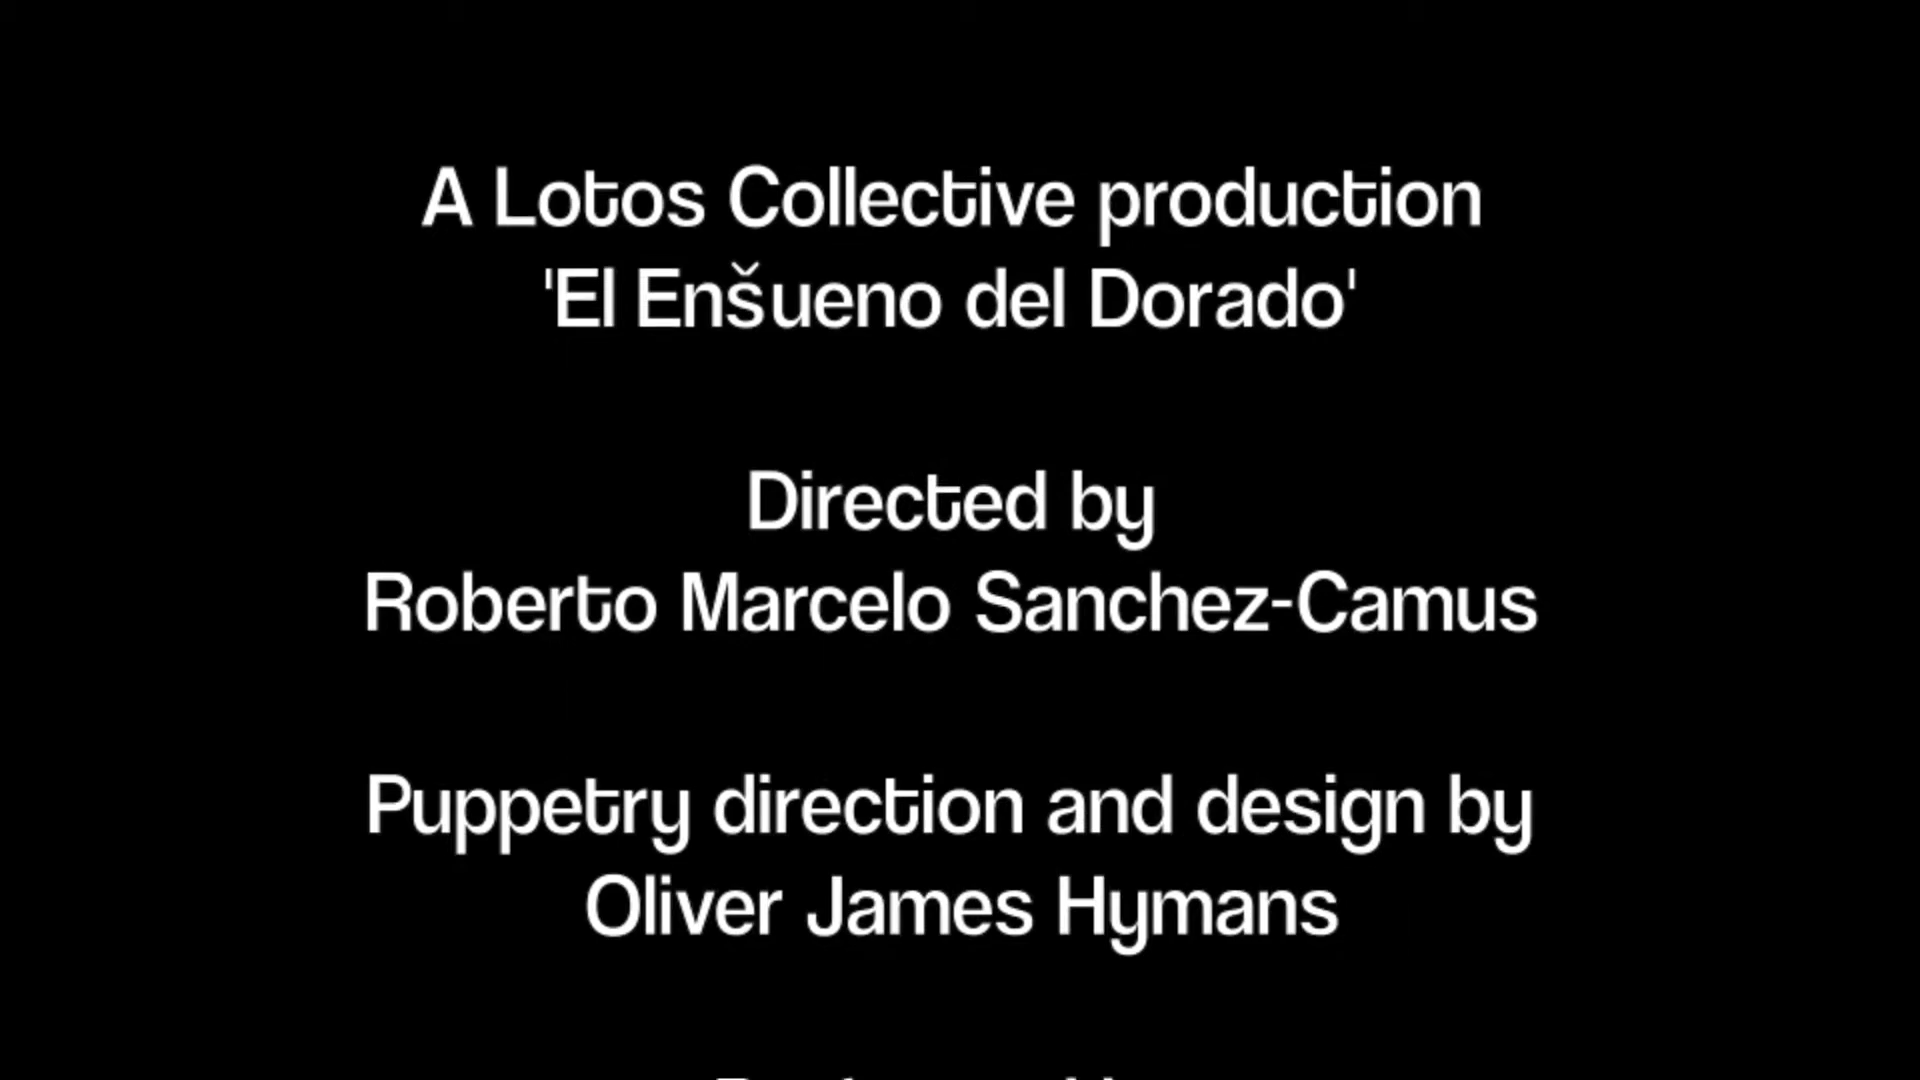 A Lotos Collective production
'El Enšueno del Dorado'
Directed by
Roberto Marcelo Sanchez-Camus
Puppetry direction and design by
Oliver James Hymans